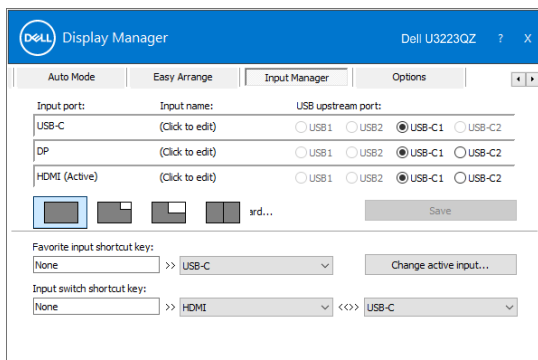 DELL Display Manager Dell U3223QZ ? X
Auto Mode Easy Arrange Input Manager Options
Input port: Input name: USB upstream port:
USB-C (Click to edit) USB1 USB2 USB-C1 USB-C2
DP (Click to edit) USB1 USB2 USB-C1 USB-C2
HDMI (Active) (Click to edit) USB1 USB2 USB-C1 USB-C2
ard... Save
Favorite input shortcut key:
None >> USB-C Change active input...
Input switch shortcut key:
None >> HDMI <<>> USB-C